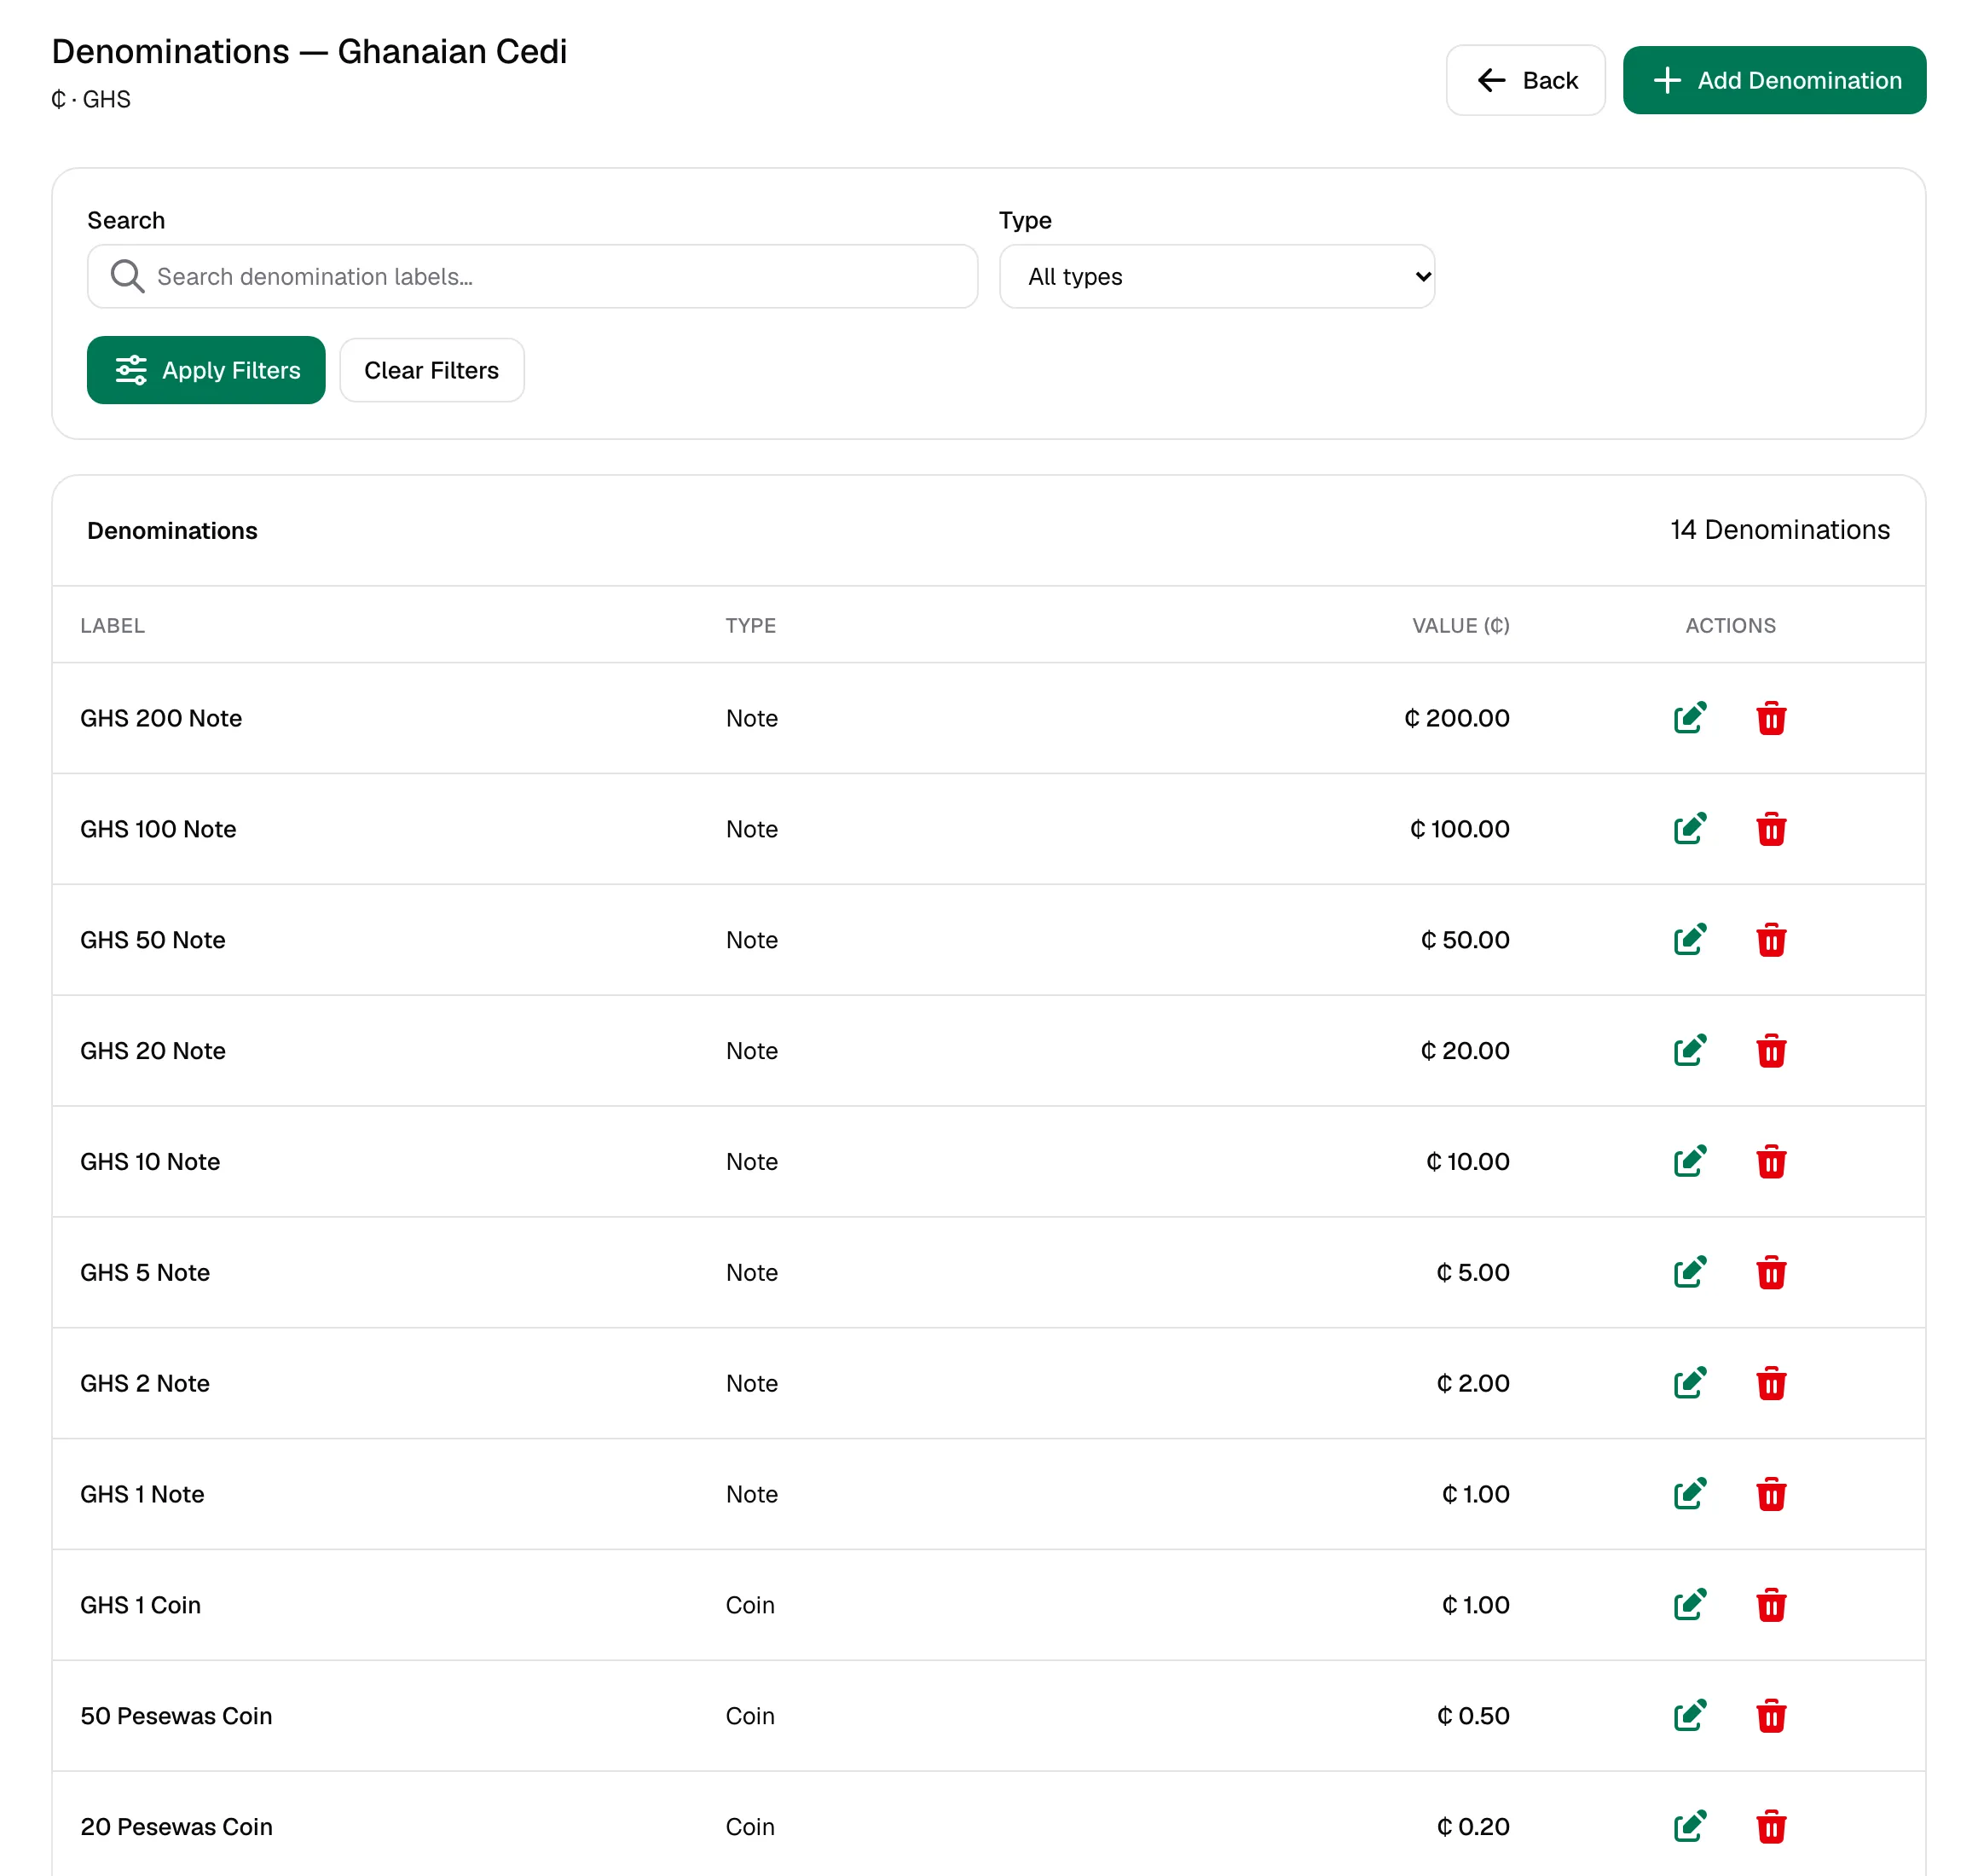 Denominations — Ghanaian Cedi
₵ · GHS
Back
Add Denomination
Search
Type
Search denomination labels...
All types
Apply Filters
Clear Filters
Denominations
14 Denominations
LABEL TYPE VALUE (₵) ACTIONS
GHS 200 Note Note ₵ 200.00
GHS 100 Note Note ₵ 100.00
GHS 50 Note Note ₵ 50.00
GHS 20 Note Note ₵ 20.00
GHS 10 Note Note ₵ 10.00
GHS 5 Note Note ₵ 5.00
GHS 2 Note Note ₵ 2.00
GHS 1 Note Note ₵ 1.00
GHS 1 Coin Coin ₵ 1.00
50 Pesewas Coin Coin ₵ 0.50
20 Pesewas Coin Coin ₵ 0.20